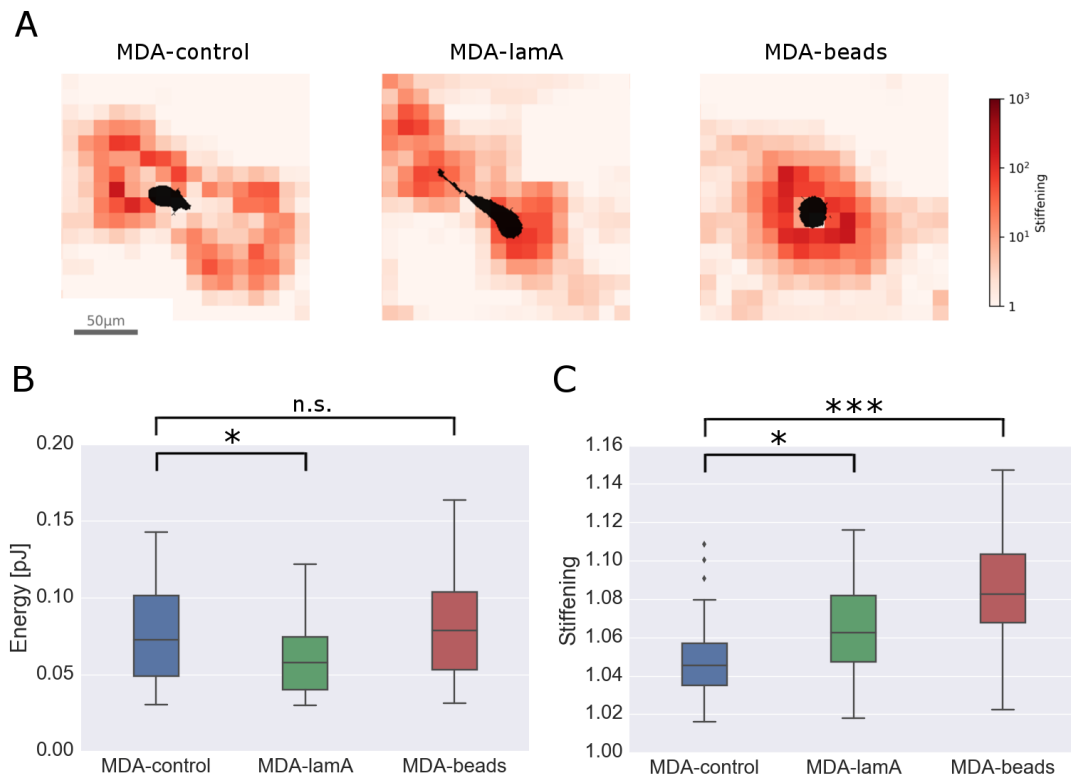 A
MDA-control
MDA-lamA
MDA-beads
10³
10²
10¹
1
Stiffening
50µm
B
n.s.
*
0.20
0.15
0.10
0.05
0.00
Energy [pJ]
MDA-control
MDA-lamA
MDA-beads
C
***
*
1.16
1.14
1.12
1.10
1.08
1.06
1.04
1.02
1.00
Stiffening
MDA-control
MDA-lamA
MDA-beads